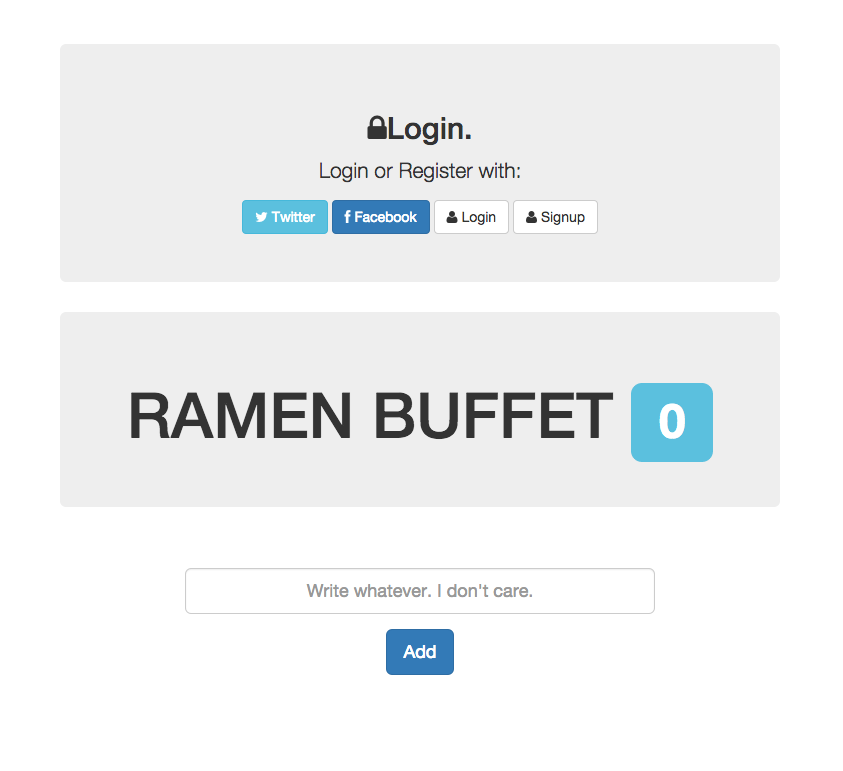 Login.
Login or Register with:
Twitter Facebook Login Signup
RAMEN BUFFET 0
Write whatever. I don't care.
Add